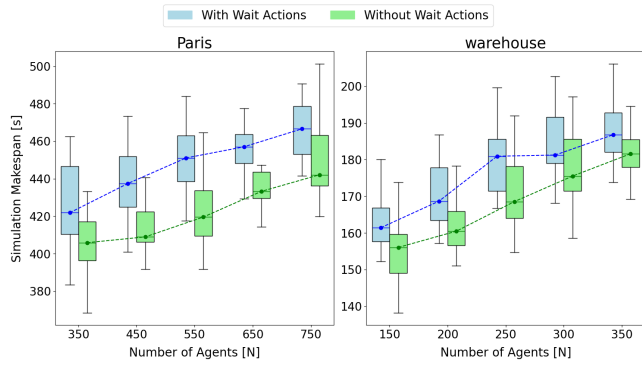 With Wait Actions Without Wait Actions
Paris
warehouse
Simulation Makespan [s]
500
480
460
440
420
400
380
350 450 550 650 750
Number of Agents [N]
200
190
180
170
160
150
140
150 200 250 300 350
Number of Agents [N]